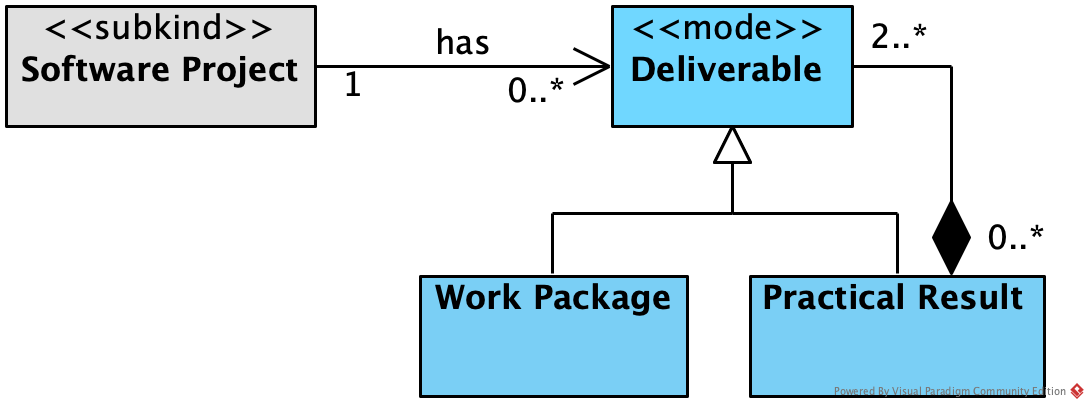 <<subkind>>
Software Project
has
1
0..*
<<mode>>
Deliverable
2..*
0..*
Work Package
Practical Result
Powered By Visual Paradigm Community Edition